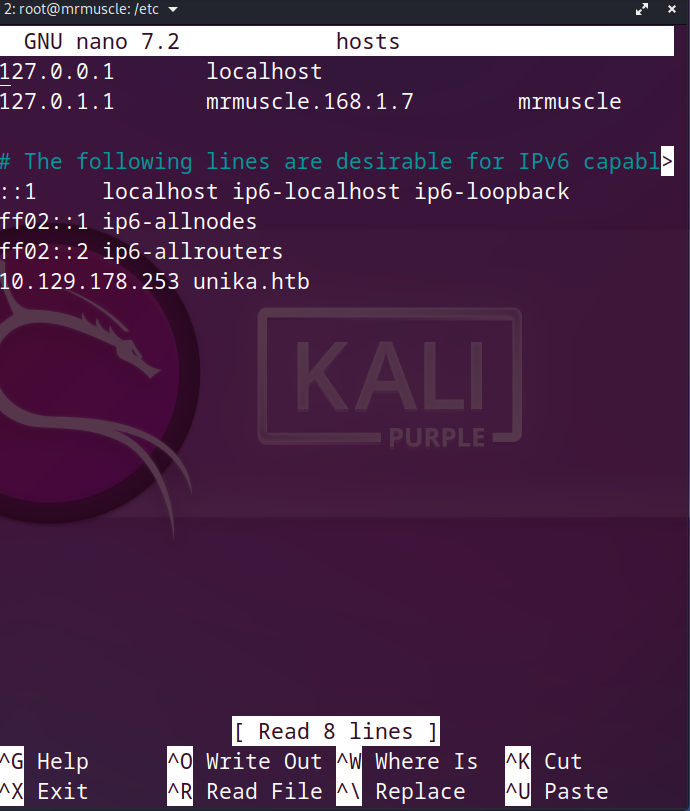 2: root@mrmuscle: /etc
GNU nano 7.2 hosts
127.0.0.1 localhost
127.0.1.1 mrmuscle.168.1.7 mrmuscle
# The following lines are desirable for IPv6 capabl>
::1 localhost ip6-localhost ip6-loopback
ff02::1 ip6-allnodes
ff02::2 ip6-allrouters
10.129.178.253 unika.htb
KALI
PURPLE
[ Read 8 lines ]
^G Help ^O Write Out ^W Where Is ^K Cut
^X Exit ^R Read File ^\ Replace ^U Paste